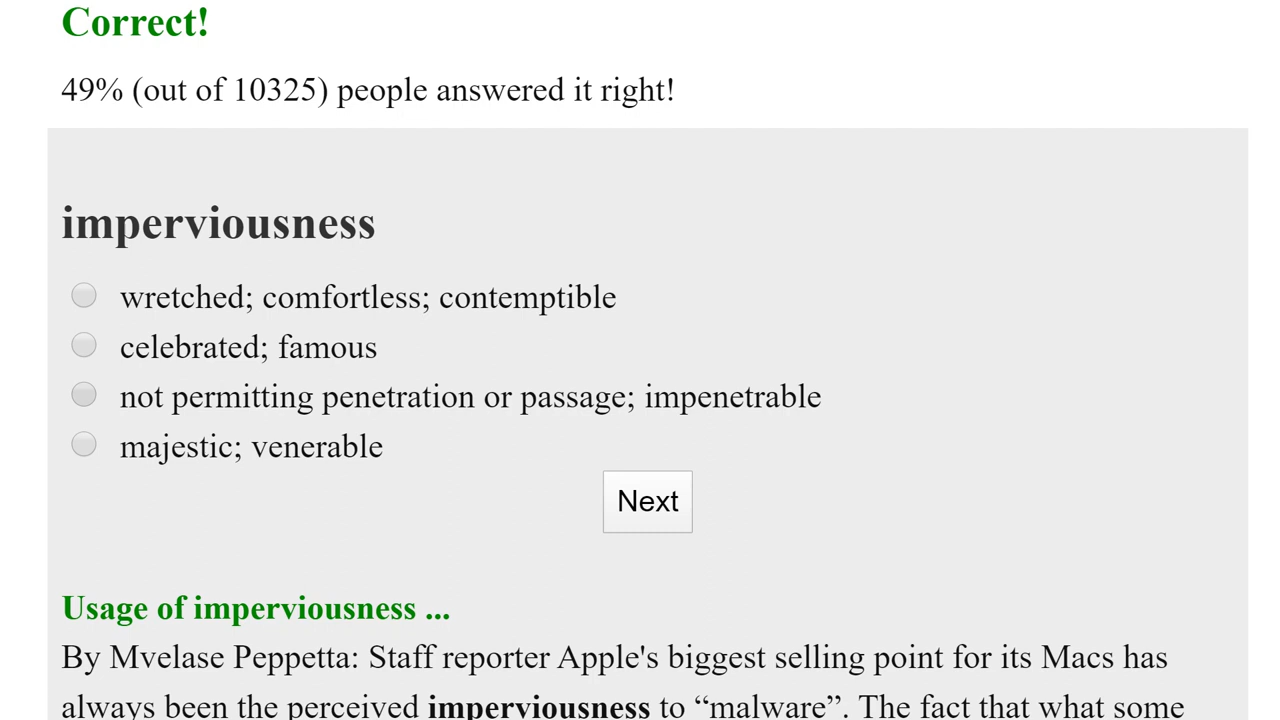 Correct!
49% (out of 10325) people answered it right!
imperviousness
wretched; comfortless; contemptible
celebrated; famous
not permitting penetration or passage; impenetrable
majestic; venerable
Next
Usage of imperviousness ...
By Mvelase Peppetta: Staff reporter Apple's biggest selling point for its Macs has
always been the perceived imperviousness to “malware”. The fact that what some